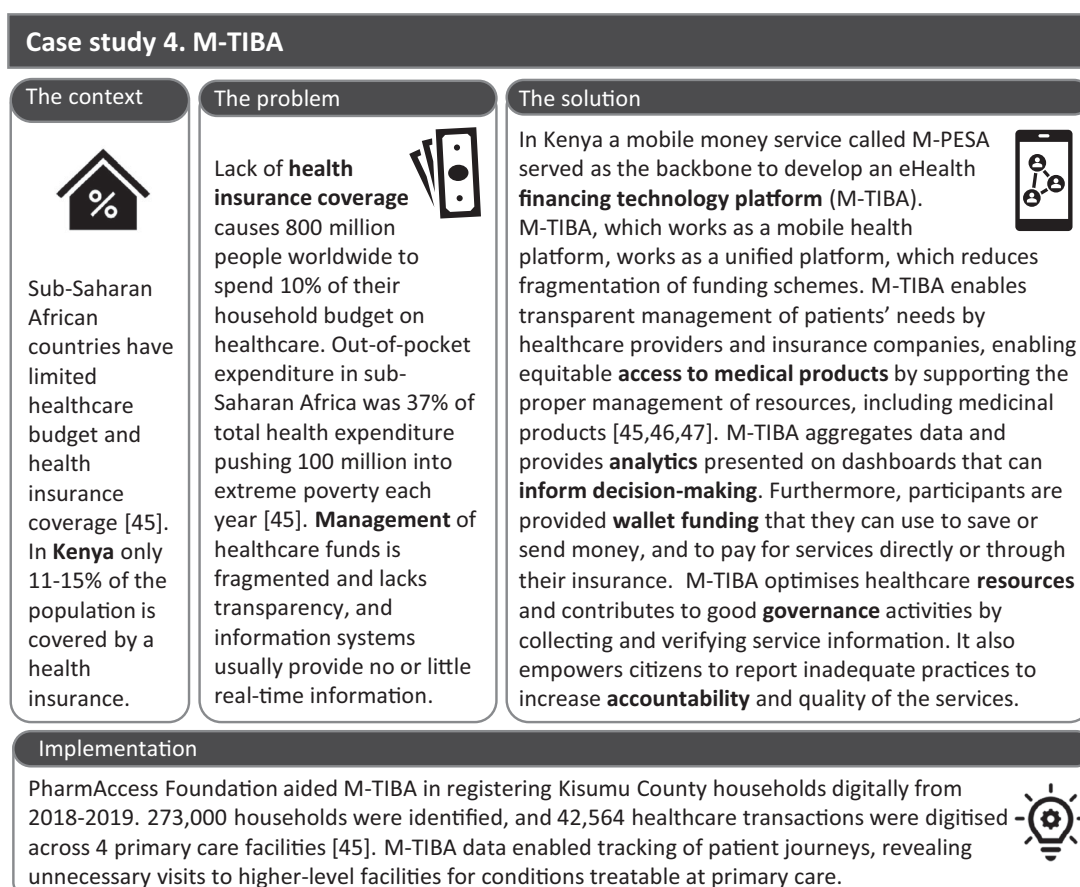 Case study 4. M-TIBA
The context
%
Sub-Saharan
African
countries have
limited
healthcare
budget and
health
insurance
coverage [45].
In Kenya only
11-15% of the
population is
covered by a
health
insurance.
The problem
Lack of health
insurance coverage
causes 800 million
people worldwide to
spend 10% of their
household budget on
healthcare. Out-of-pocket
expenditure in sub-
Saharan Africa was 37% of
total health expenditure
pushing 100 million into
extreme poverty each
year [45]. Management of
healthcare funds is
fragmented and lacks
transparency, and
information systems
usually provide no or little
real-time information.
The solution
In Kenya a mobile money service called M-PESA
served as the backbone to develop an eHealth
financing technology platform (M-TIBA).
M-TIBA, which works as a mobile health
platform, works as a unified platform, which reduces
fragmentation of funding schemes. M-TIBA enables
transparent management of patients' needs by
healthcare providers and insurance companies, enabling
equitable access to medical products by supporting the
proper management of resources, including medicinal
products [45,46,47]. M-TIBA aggregates data and
provides analytics presented on dashboards that can
inform decision-making. Furthermore, participants are
provided wallet funding that they can use to save or
send money, and to pay for services directly or through
their insurance. M-TIBA optimises healthcare resources
and contributes to good governance activities by
collecting and verifying service information. It also
empowers citizens to report inadequate practices to
increase accountability and quality of the services.
Implementation
PharmAccess Foundation aided M-TIBA in registering Kisumu County households digitally from
2018-2019. 273,000 households were identified, and 42,564 healthcare transactions were digitised
across 4 primary care facilities [45]. M-TIBA data enabled tracking of patient journeys, revealing
unnecessary visits to higher-level facilities for conditions treatable at primary care.